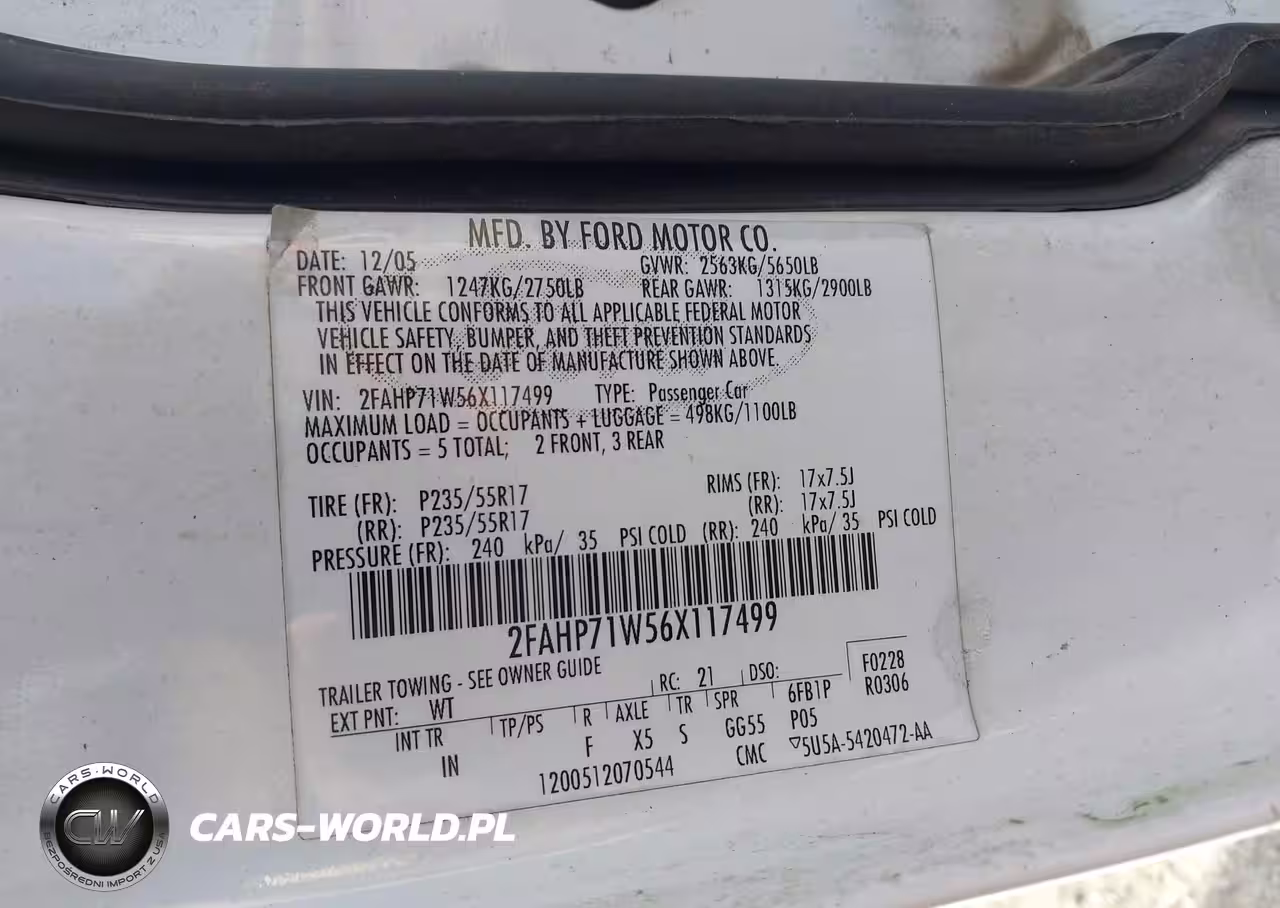 MFD. BY FORD MOTOR CO.
DATE: 12/05 GVWR: 2563KG/5650LB
FRONT GAWR: 1247KG/2750LB REAR GAWR: 1315KG/2900LB
THIS VEHICLE CONFORMS TO ALL APPLICABLE FEDERAL MOTOR
VEHICLE SAFETY, BUMPER, AND THEFT PREVENTION STANDARDS
IN EFFECT ON THE DATE OF MANUFACTURE SHOWN ABOVE.
VIN: 2FAHP71W56X117499 TYPE: Passenger Car
MAXIMUM LOAD = OCCUPANTS + LUGGAGE = 498KG/1100LB
OCCUPANTS = 5 TOTAL; 2 FRONT, 3 REAR
TIRE (FR): P235/55R17 RIMS (FR): 17x7.5J
(RR): P235/55R17 (RR): 17x7.5J
PRESSURE (FR): 240 kPa/ 35 PSI COLD (RR): 240 kPa/ 35 PSI COLD
2FAHP71W56X117499
TRAILER TOWING - SEE OWNER GUIDE
F0228
EXT PNT: WT RC: 21 DSO: R0306
INT TR TP/PS R AXLE TR SPR 6FB1P
IN F X5 S GG55 P05
1200512070544 CMC 5U5A-5420472-AA
CARS-WORLD
CW
BEZPOŚREDNI IMPORT Z USA
CARS-WORLD.PL